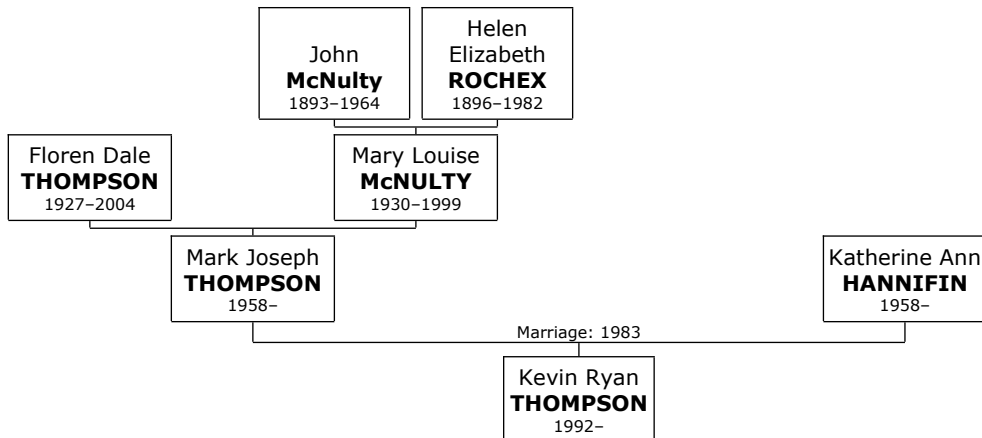 John
McNulty
1893–1964
Helen
Elizabeth
ROCHEX
1896–1982
Floren Dale
THOMPSON
1927–2004
Mary Louise
McNULTY
1930–1999
Mark Joseph
THOMPSON
1958–
Katherine Ann
HANNIFIN
1958–
Marriage: 1983
Kevin Ryan
THOMPSON
1992–